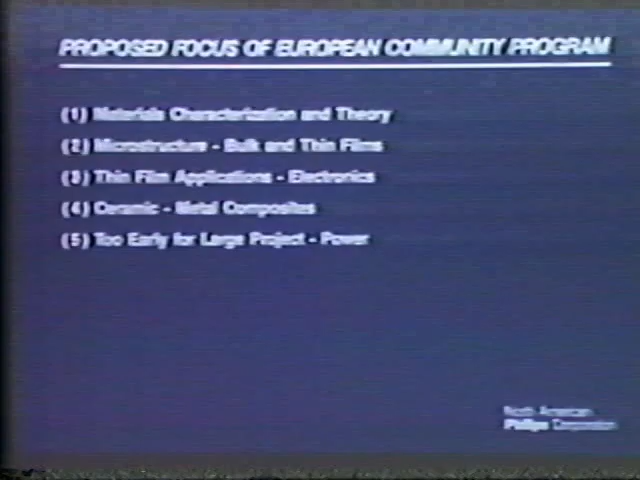 PROPOSED FOCUS OF EUROPEAN COMMUNITY PROGRAM
(1) Materials Characterization and Theory
(2) Microstructure - Bulk and Thin Films
(3) Thin Film Applications - Electronics
(4) Ceramic - Metal Composites
(5) Too Early for Large Project - Power
North American
Philips Corporation